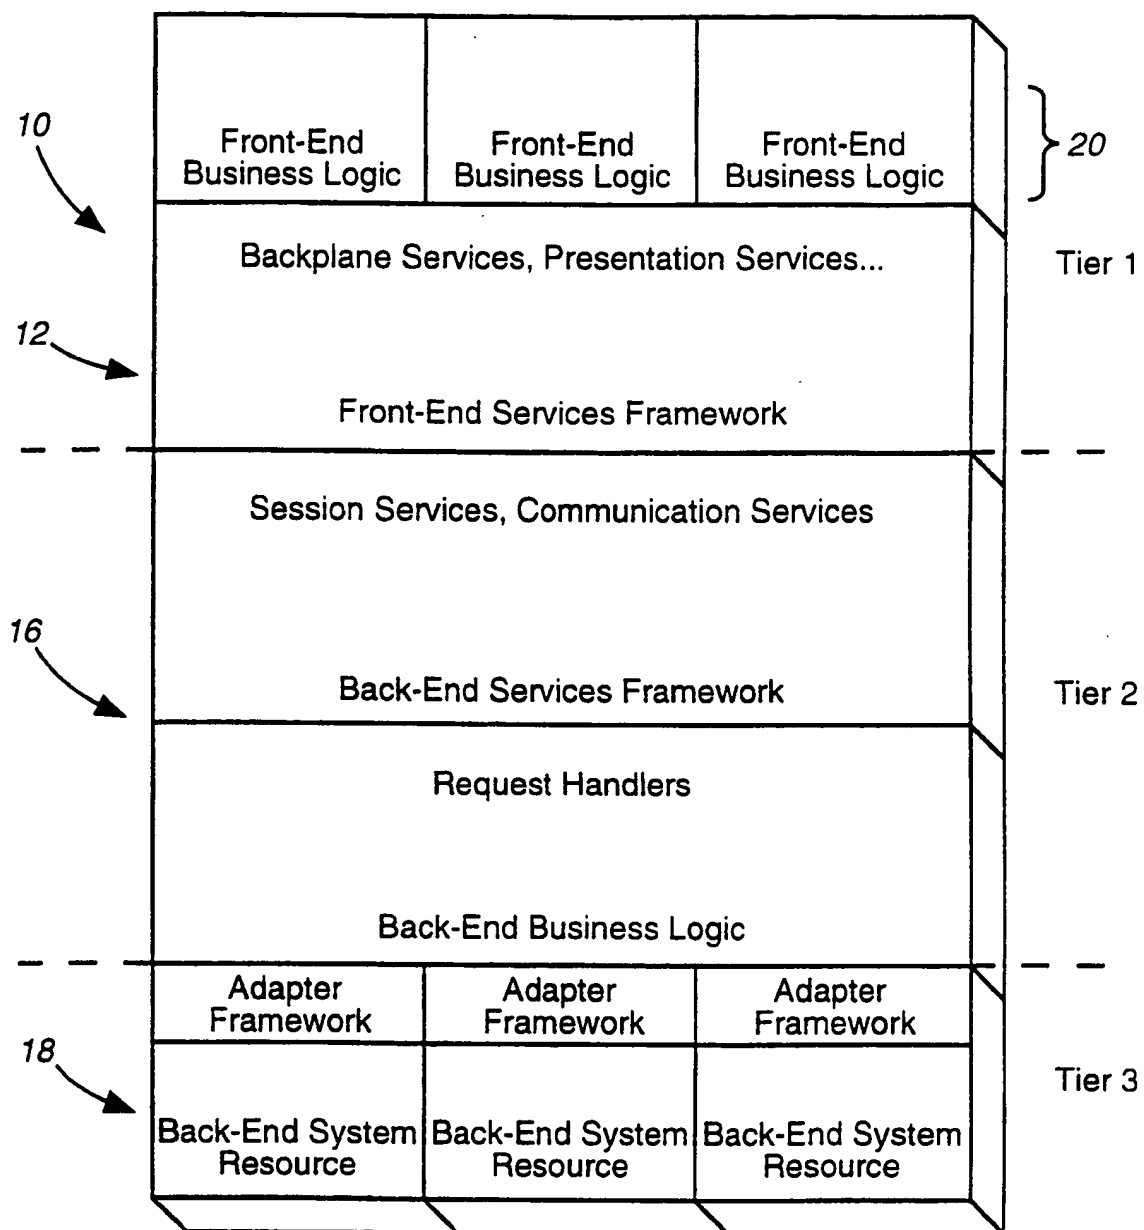 Front-End
Business Logic
Front-End
Business Logic
Front-End
Business Logic
10
20
Backplane Services, Presentation Services...
Tier 1
12
Front-End Services Framework
Session Services, Communication Services
16
Back-End Services Framework
Tier 2
Request Handlers
Back-End Business Logic
Adapter
Framework
Adapter
Framework
Adapter
Framework
18
Tier 3
Back-End System
Resource
Back-End System
Resource
Back-End System
Resource